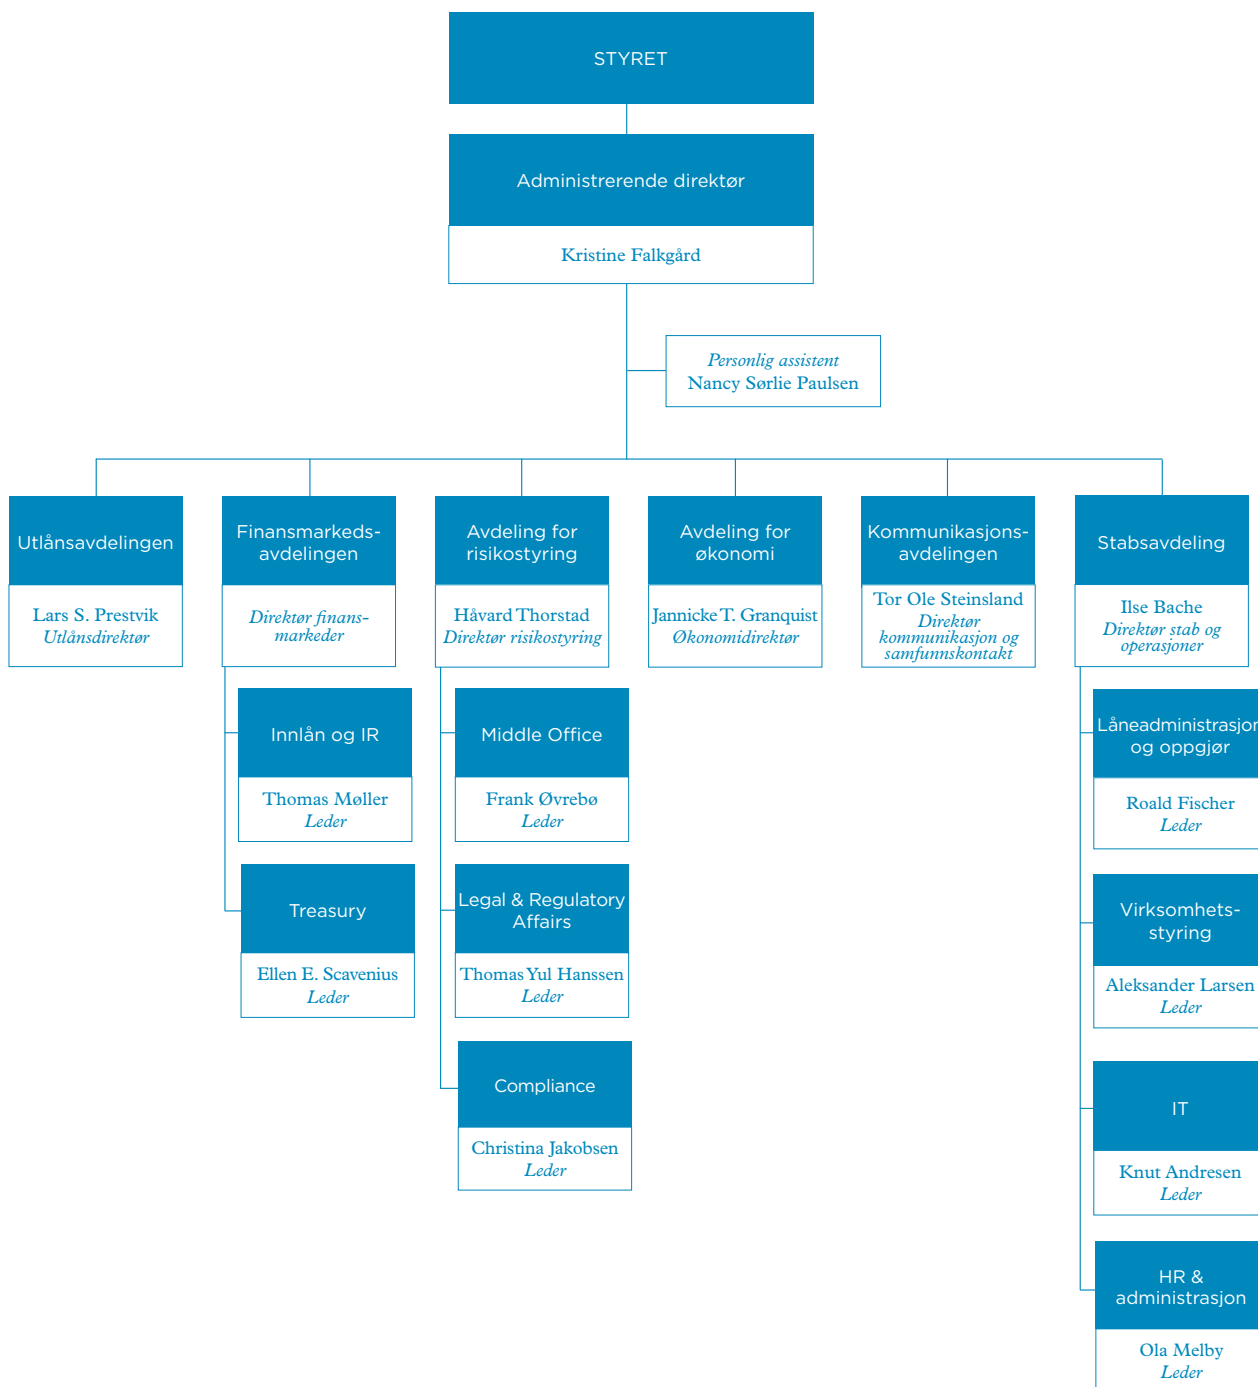 STYRET
Administrerende direktør
Kristine Falkgård
Personlig assistent
Nancy Sørlie Paulsen
Utlånsavdelingen
Lars S. Prestvik
Utlånsdirektør
Finansmarkeds-
avdelingen
Direktør finans-
markeder
Innlån og IR
Thomas Møller
Leder
Treasury
Ellen E. Scavenius
Leder
Avdeling for
risikostyring
Håvard Thorstad
Direktør risikostyring
Middle Office
Frank Øvrebø
Leder
Legal & Regulatory
Affairs
Thomas Yul Hanssen
Leder
Compliance
Christina Jakobsen
Leder
Avdeling for
økonomi
Jannicke T. Granquist
Økonomidirektør
Kommunikasjons-
avdelingen
Tor Ole Steinsland
Direktør
kommunikasjon og
samfunnskontakt
Stabsavdeling
Ilse Bache
Direktør stab og
operasjoner
Låneadministrasjon
og oppgjør
Roald Fischer
Leder
Virksomhets-
styring
Aleksander Larsen
Leder
IT
Knut Andresen
Leder
HR &
administrasjon
Ola Melby
Leder